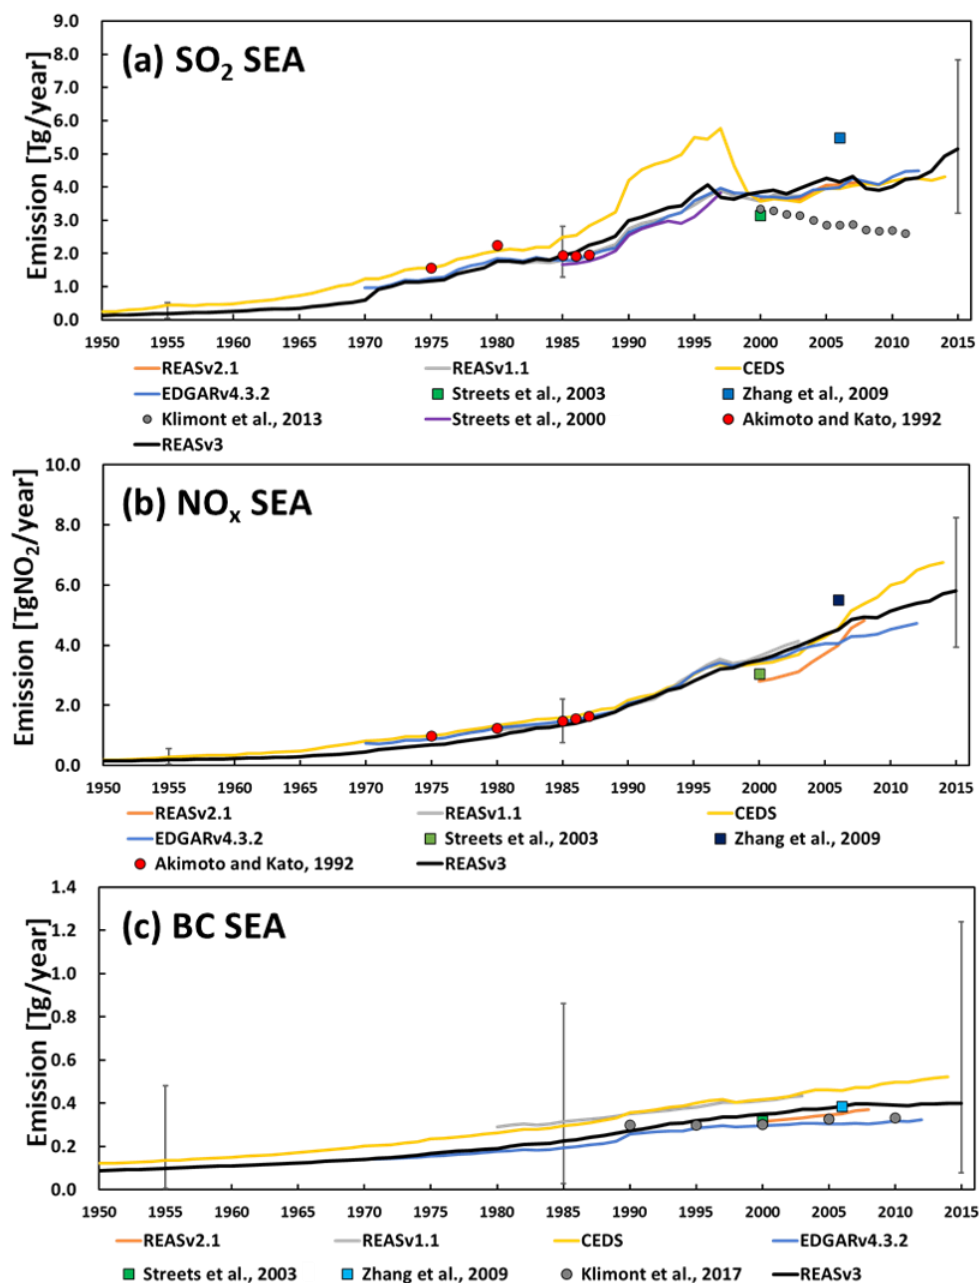 (a) SO2 SEA
Emission [Tg/year]
9.0
8.0
7.0
6.0
5.0
4.0
3.0
2.0
1.0
0.0
1950 1955 1960 1965 1970 1975 1980 1985 1990 1995 2000 2005 2010 2015
REASv2.1 REASv1.1 CEDS
EDGARv4.3.2 Streets et al., 2003 Zhang et al., 2009
Klimont et al., 2013 Streets et al., 2000 Akimoto and Kato, 1992
REASv3
(b) NOx SEA
Emission [TgNO2/year]
10.0
8.0
6.0
4.0
2.0
0.0
1950 1955 1960 1965 1970 1975 1980 1985 1990 1995 2000 2005 2010 2015
REASv2.1 REASv1.1 CEDS
EDGARv4.3.2 Streets et al., 2003 Zhang et al., 2009
Akimoto and Kato, 1992 REASv3
(c) BC SEA
Emission [Tg/year]
1.4
1.2
1.0
0.8
0.6
0.4
0.2
0.0
1950 1955 1960 1965 1970 1975 1980 1985 1990 1995 2000 2005 2010 2015
REASv2.1 REASv1.1 CEDS EDGARv4.3.2
Streets et al., 2003 Zhang et al., 2009 Klimont et al., 2017 REASv3